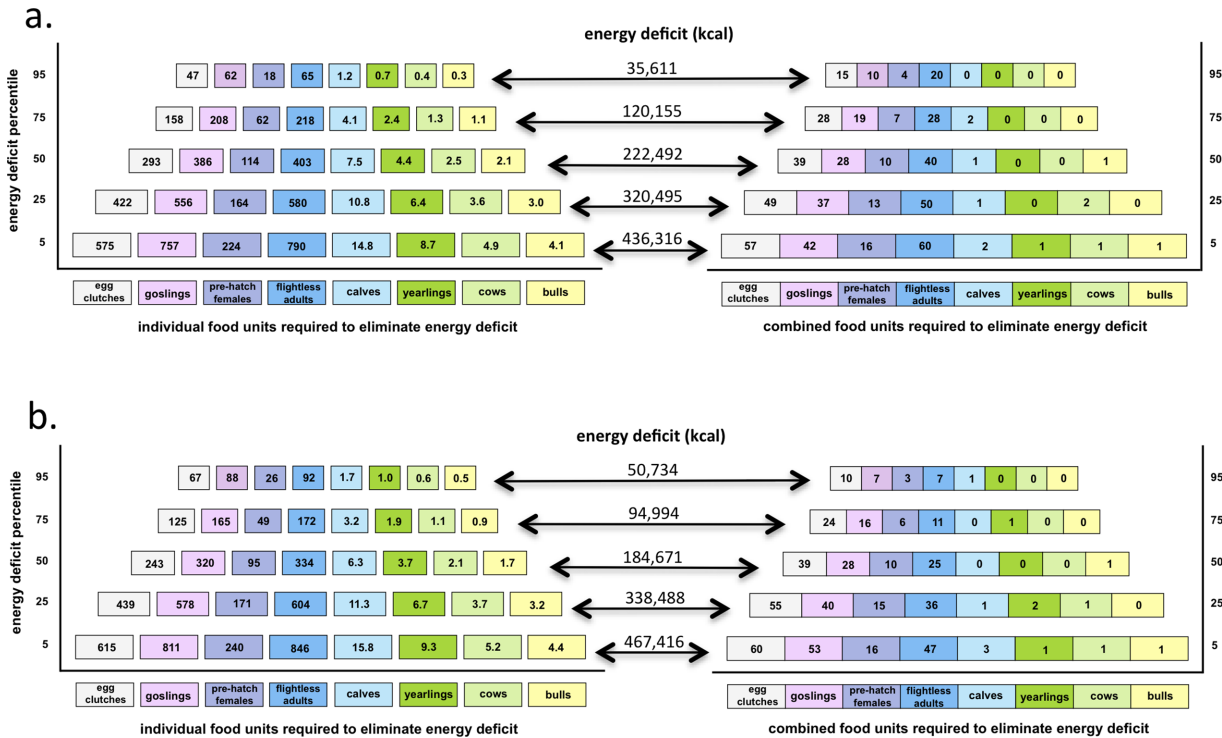 a.
energy deficit (kcal)
95 47 62 18 65 1.2 0.7 0.4 0.3 35,611 15 10 4 20 0 0 0 0 95
75 158 208 62 218 4.1 2.4 1.3 1.1 120,155 28 19 7 28 2 0 0 0 75
50 293 386 114 403 7.5 4.4 2.5 2.1 222,492 39 28 10 40 1 0 0 1 50
25 422 556 164 580 10.8 6.4 3.6 3.0 320,495 49 37 13 50 1 0 2 0 25
5 575 757 224 790 14.8 8.7 4.9 4.1 436,316 57 42 16 60 2 1 1 1 5
energy deficit percentile
egg clutches goslings pre-hatch females flightless adults calves yearlings cows bulls egg clutches goslings pre-hatch females flightless adults calves yearlings cows bulls
individual food units required to eliminate energy deficit combined food units required to eliminate energy deficit
b.
energy deficit (kcal)
95 67 88 26 92 1.7 1.0 0.6 0.5 50,734 10 7 3 7 1 0 0 0 95
75 125 165 49 172 3.2 1.9 1.1 0.9 94,994 24 16 6 11 0 1 0 0 75
50 243 320 95 334 6.3 3.7 2.1 1.7 184,671 39 28 10 25 0 0 0 1 50
25 439 578 171 604 11.3 6.7 3.7 3.2 338,488 55 40 15 36 1 2 1 0 25
5 615 811 240 846 15.8 9.3 5.2 4.4 467,416 60 53 16 47 3 1 1 1 5
energy deficit percentile
egg clutches goslings pre-hatch females flightless adults calves yearlings cows bulls egg clutches goslings pre-hatch females flightless adults calves yearlings cows bulls
individual food units required to eliminate energy deficit combined food units required to eliminate energy deficit